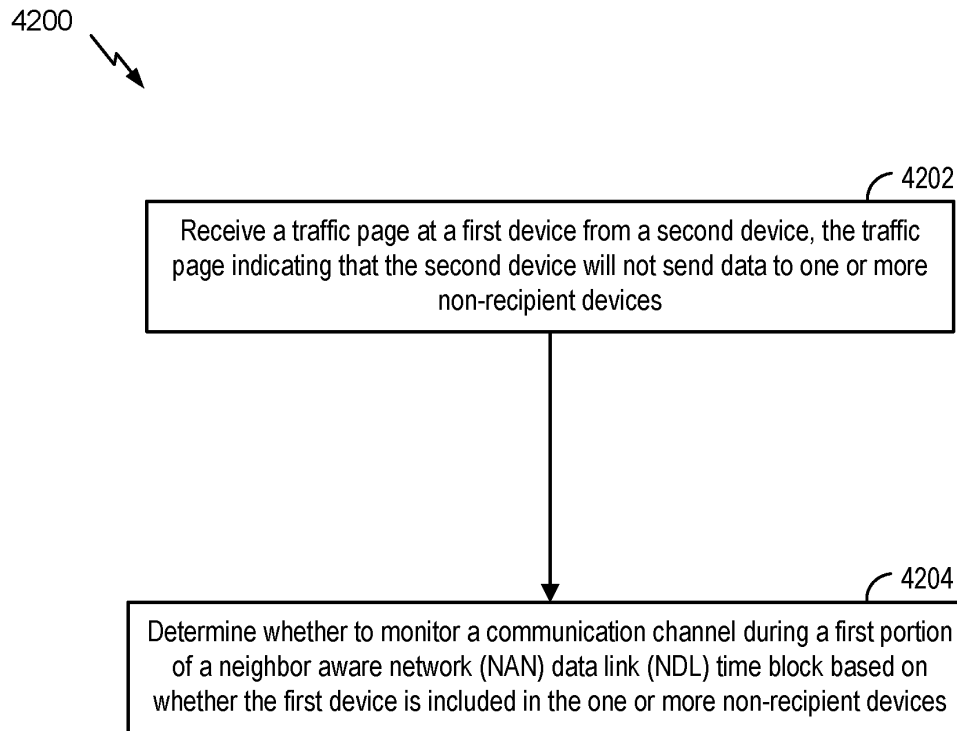 4200
4202
Receive a traffic page at a first device from a second device, the traffic
page indicating that the second device will not send data to one or more
non-recipient devices
4204
Determine whether to monitor a communication channel during a first portion
of a neighbor aware network (NAN) data link (NDL) time block based on
whether the first device is included in the one or more non-recipient devices